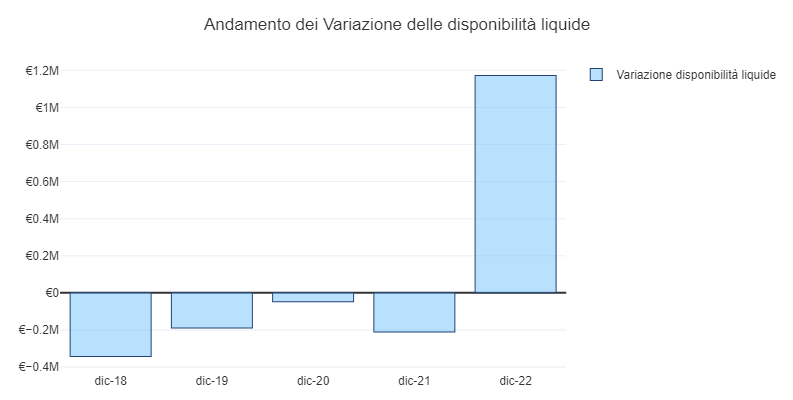 Andamento dei Variazione delle disponibilità liquide
€1.2M
€1M
€0.8M
€0.6M
€0.4M
€0.2M
€0
€−0.2M
€−0.4M
dic-18 dic-19 dic-20 dic-21 dic-22
Variazione disponibilità liquide